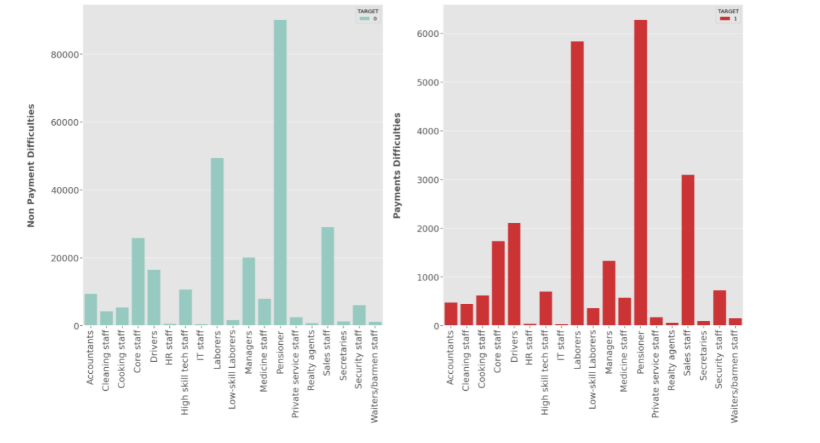 Non Payment Difficulties
80000
60000
40000
20000
0
TARGET
0
Accountants
Cleaning staff
Cooking staff
Core staff
Drivers
HR staff
High skill tech staff
IT staff
Laborers
Low-skill Laborers
Managers
Medicine staff
Pensioner
Private service staff
Realty agents
Sales staff
Secretaries
Security staff
Waiters/barmen staff
Payments Difficulties
6000
5000
4000
3000
2000
1000
0
TARGET
1
Accountants
Cleaning staff
Cooking staff
Core staff
Drivers
HR staff
High skill tech staff
IT staff
Laborers
Low-skill Laborers
Managers
Medicine staff
Pensioner
Private service staff
Realty agents
Sales staff
Secretaries
Security staff
Waiters/barmen staff